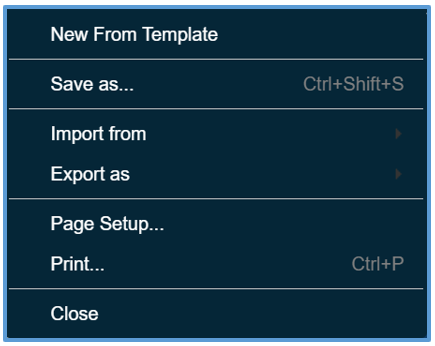 New From Template
Save as... Ctrl+Shift+S
Import from
Export as
Page Setup...
Print... Ctrl+P
Close